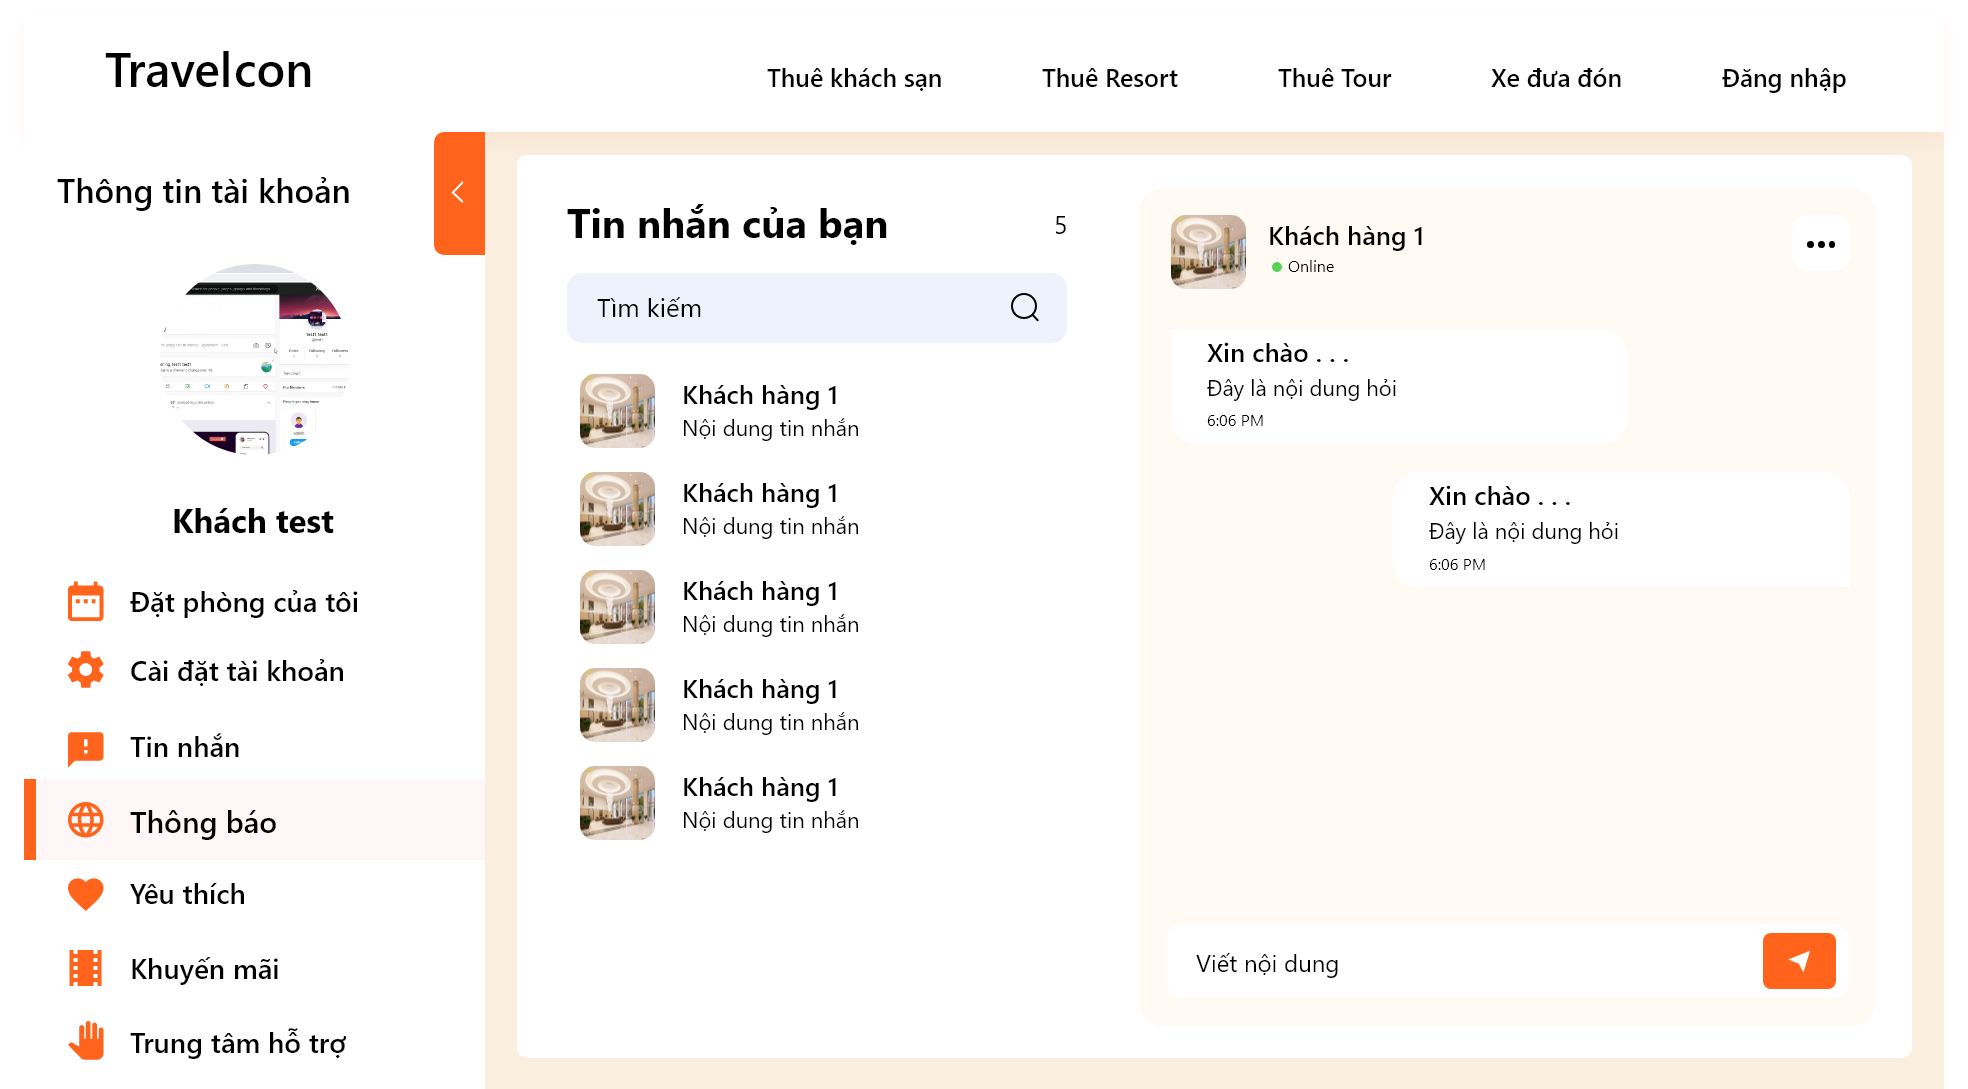 Travelcon
Thuê khách sạn
Thuê Resort
Thuê Tour
Xe đưa đón
Đăng nhập
Thông tin tài khoản
Khách test
Đặt phòng của tôi
Cài đặt tài khoản
Tin nhắn
Thông báo
Yêu thích
Khuyến mãi
Trung tâm hỗ trợ
Tin nhắn của bạn
5
Tìm kiếm
Khách hàng 1
Nội dung tin nhắn
Khách hàng 1
Nội dung tin nhắn
Khách hàng 1
Nội dung tin nhắn
Khách hàng 1
Nội dung tin nhắn
Khách hàng 1
Nội dung tin nhắn
Khách hàng 1
Online
Xin chào . . .
Đây là nội dung hỏi
6:06 PM
Xin chào . . .
Đây là nội dung hỏi
6:06 PM
Viết nội dung